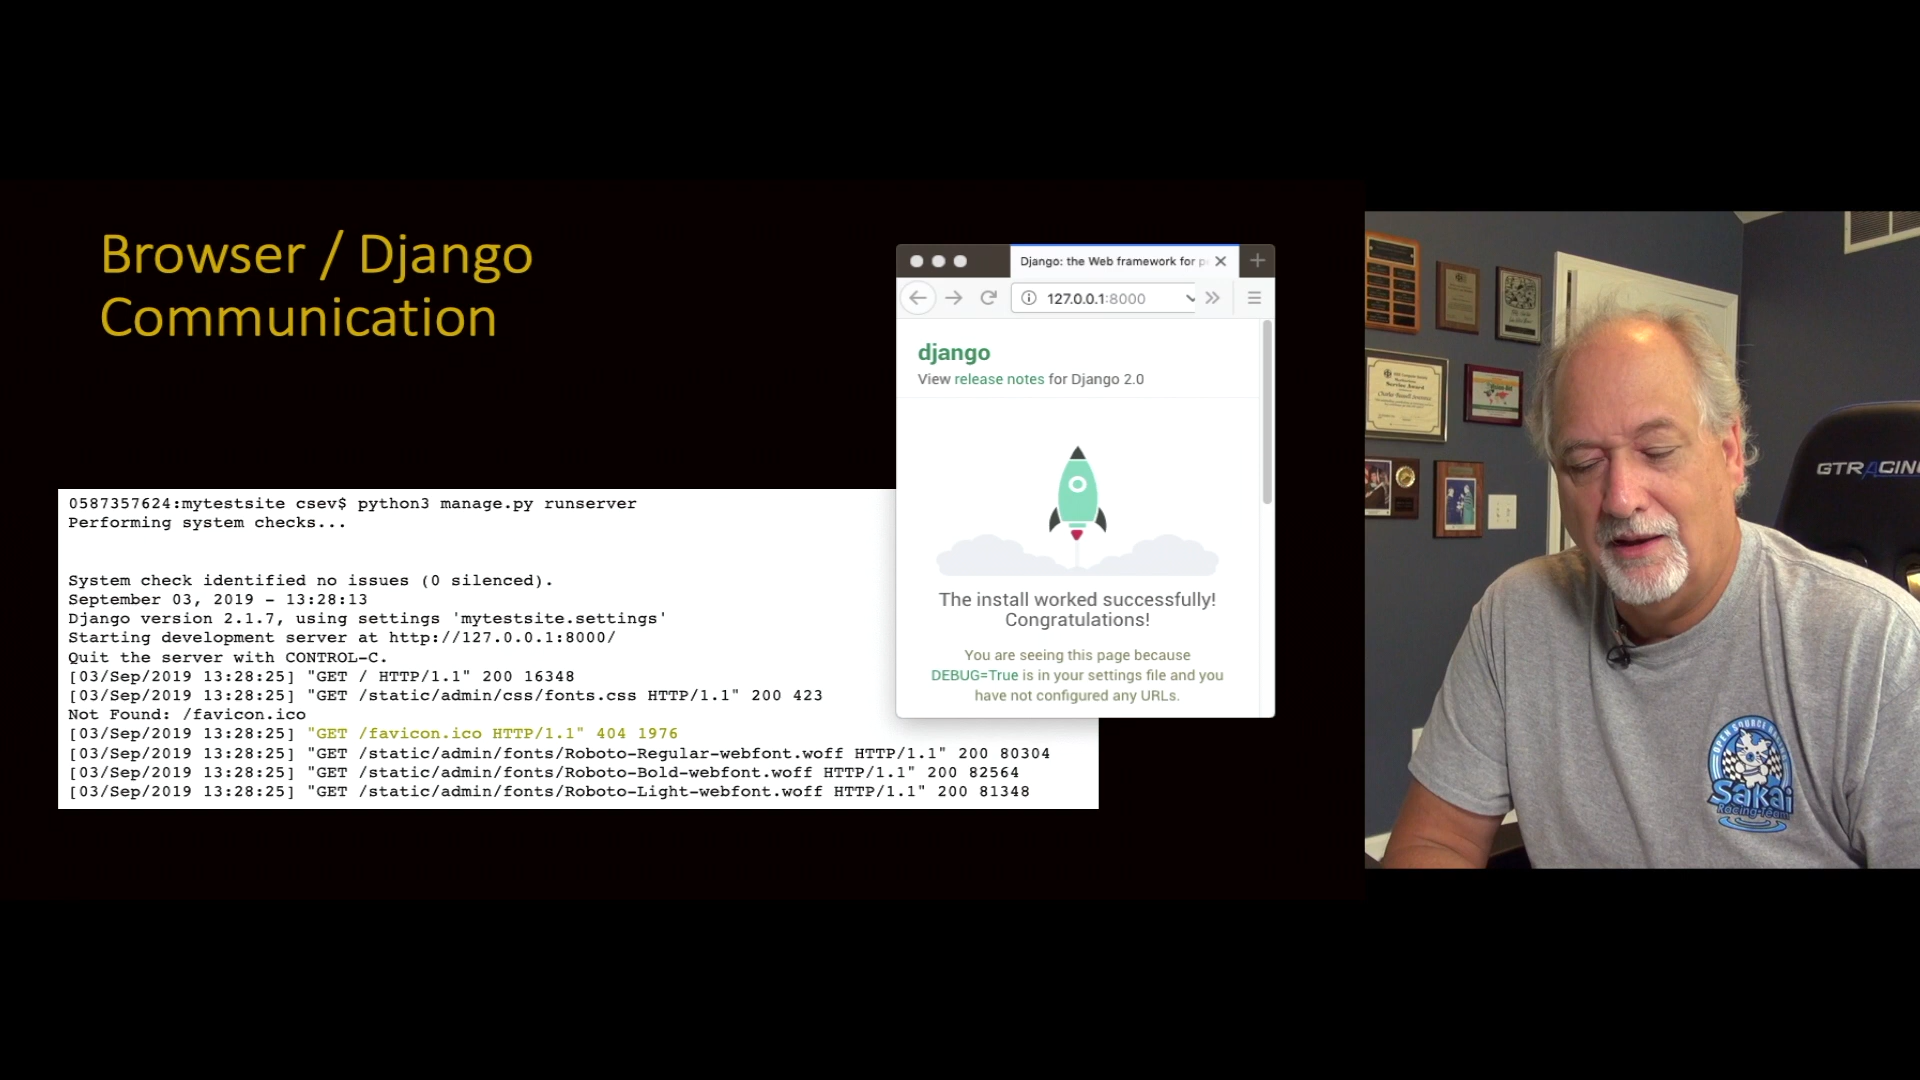 Browser / Django
Communication
Django: the Web framework for p
127.0.0.1:8000
django
View release notes for Django 2.0
The install worked successfully!
Congratulations!
You are seeing this page because
DEBUG=True is in your settings file and you
have not configured any URLs.
0587357624:mytestsite csev$ python3 manage.py runserver
Performing system checks...
System check identified no issues (0 silenced).
September 03, 2019 - 13:28:13
Django version 2.1.7, using settings 'mytestsite.settings'
Starting development server at http://127.0.0.1:8000/
Quit the server with CONTROL-C.
[03/Sep/2019 13:28:25] "GET / HTTP/1.1" 200 16348
[03/Sep/2019 13:28:25] "GET /static/admin/css/fonts.css HTTP/1.1" 200 423
Not Found: /favicon.ico
[03/Sep/2019 13:28:25] "GET /favicon.ico HTTP/1.1" 404 1976
[03/Sep/2019 13:28:25] "GET /static/admin/fonts/Roboto-Regular-webfont.woff HTTP/1.1" 200 80304
[03/Sep/2019 13:28:25] "GET /static/admin/fonts/Roboto-Bold-webfont.woff HTTP/1.1" 200 82564
[03/Sep/2019 13:28:25] "GET /static/admin/fonts/Roboto-Light-webfont.woff HTTP/1.1" 200 81348
Service Award
GTRACING
OPEN SOURCE
Sakai
Racing Team